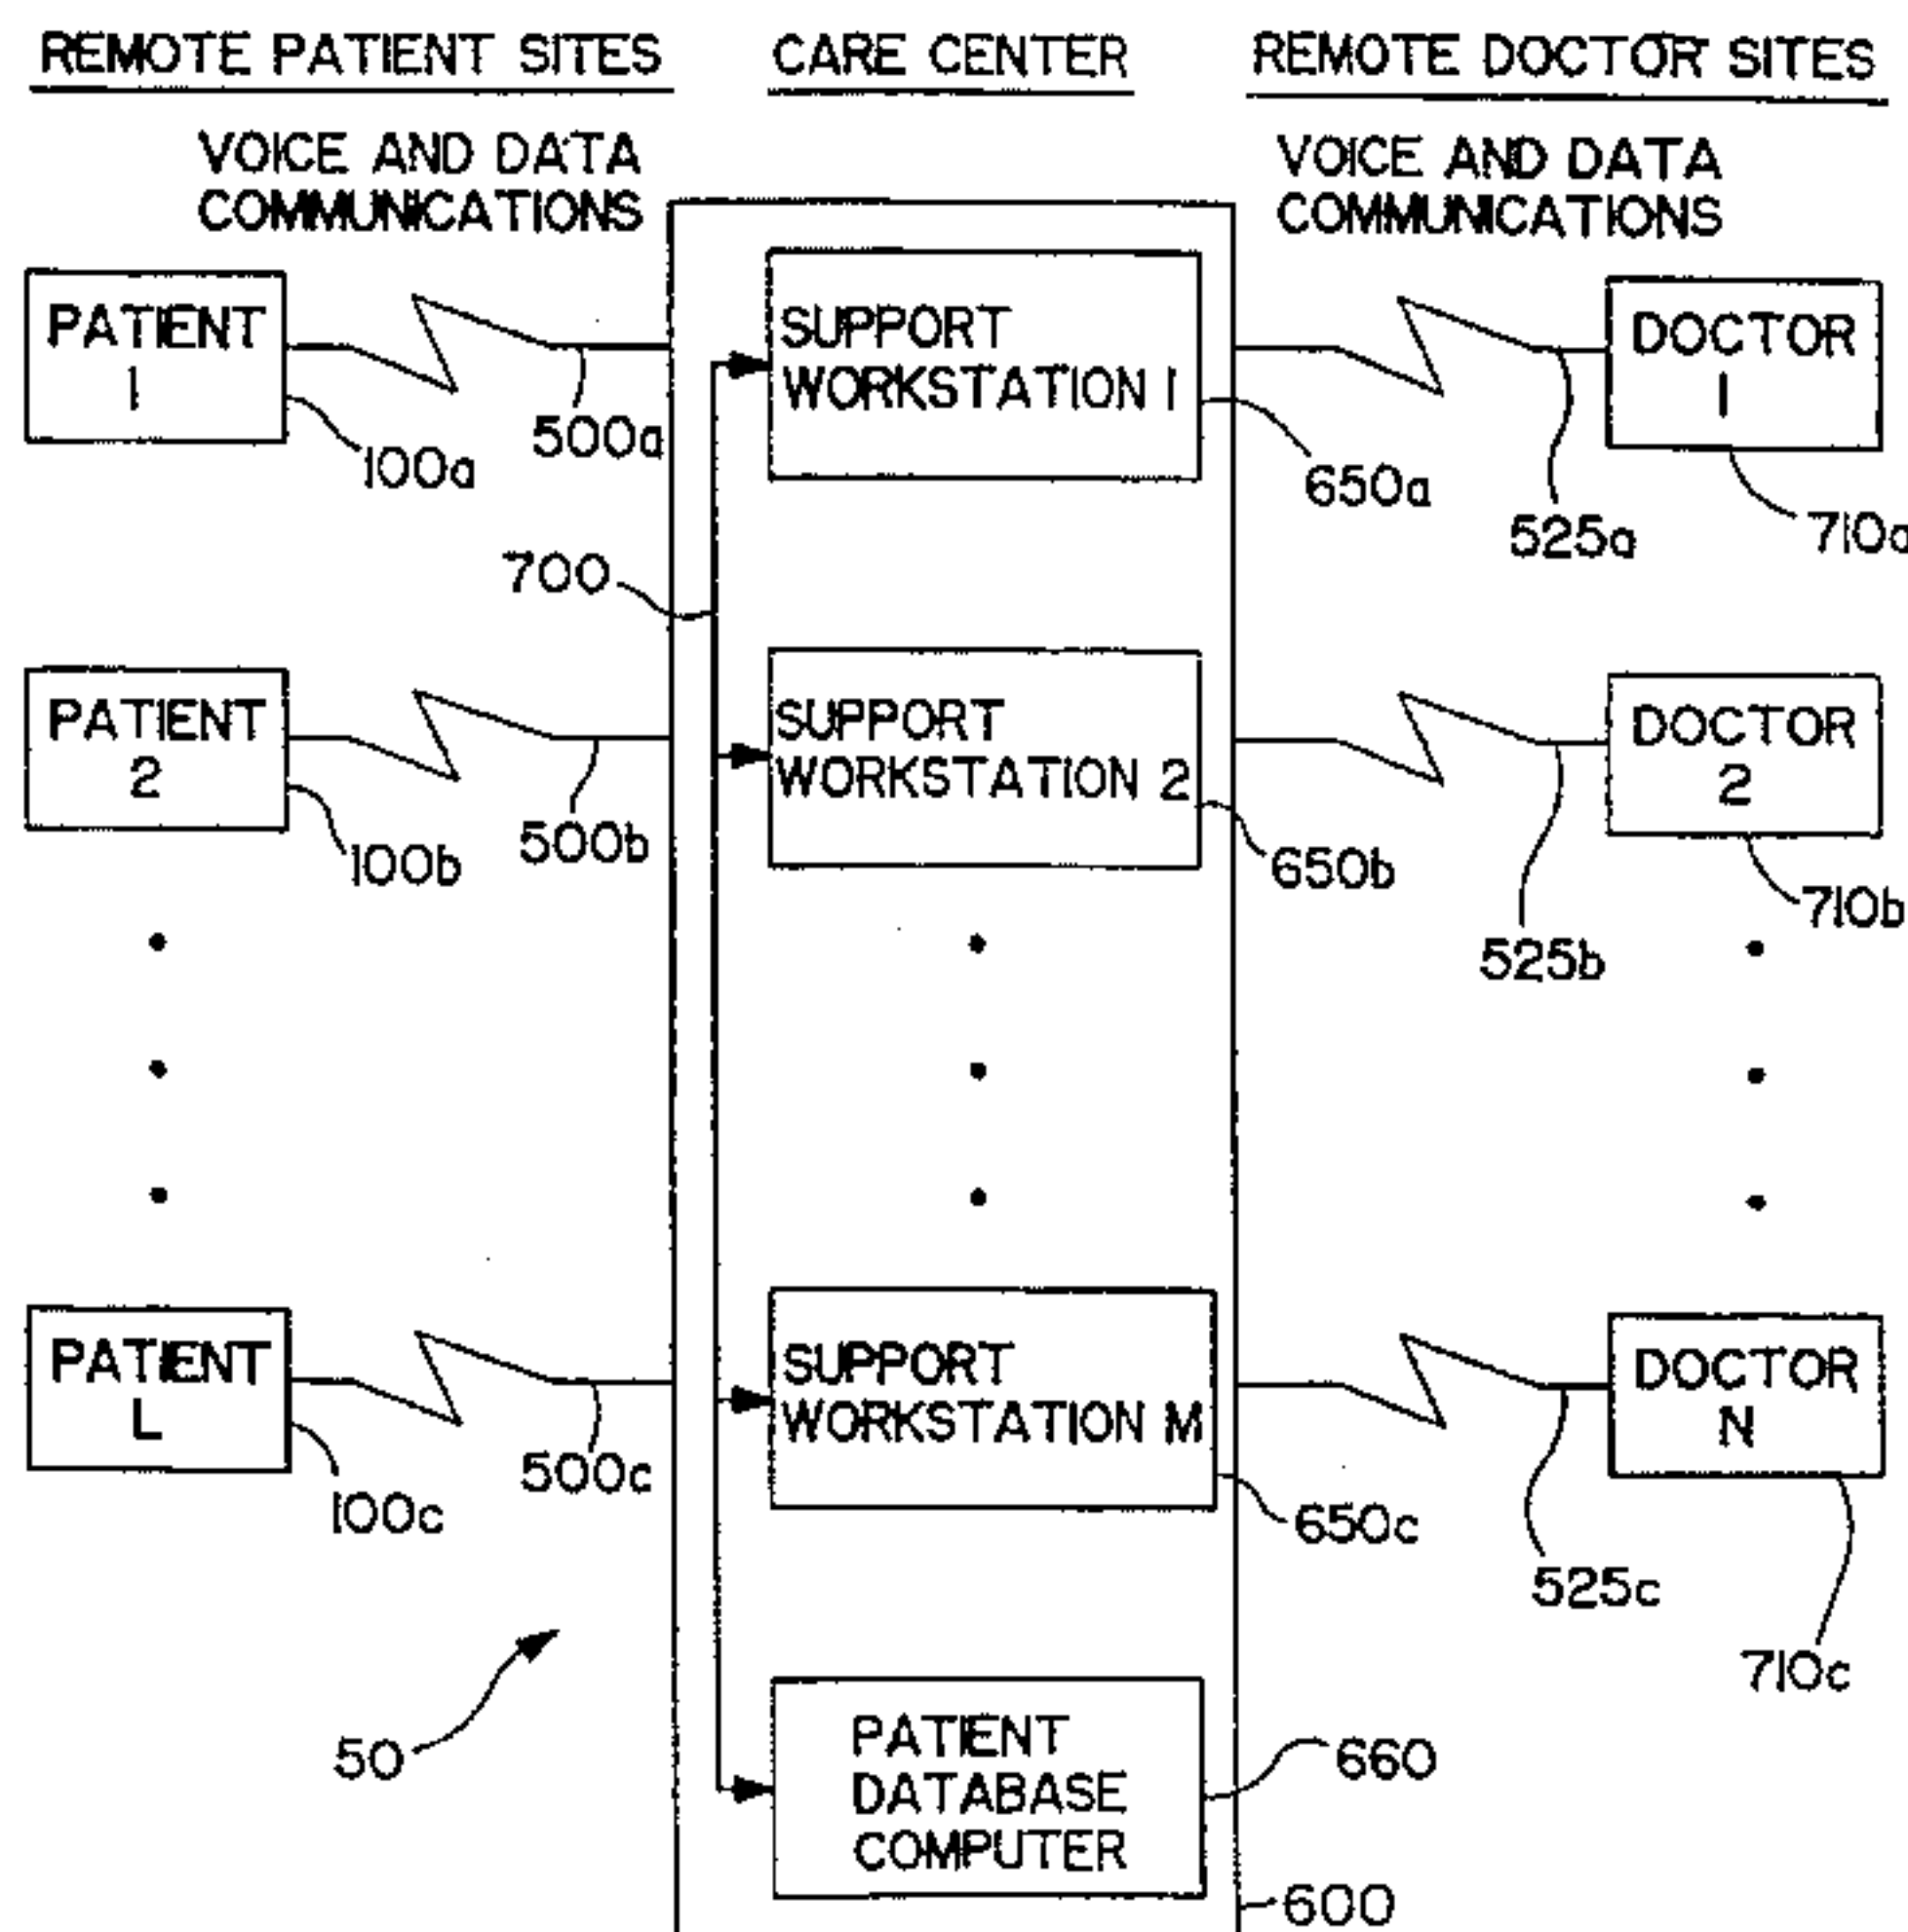 REMOTE PATIENT SITES
CARE CENTER
REMOTE DOCTOR SITES
VOICE AND DATA
COMMUNICATIONS
VOICE AND DATA
COMMUNICATIONS
PATIENT
1
100a
500a
SUPPORT
WORKSTATION 1
650a
525a
DOCTOR
1
710a
700
PATIENT
2
100b
500b
SUPPORT
WORKSTATION 2
650b
525b
DOCTOR
2
710b
PATIENT
L
100c
500c
SUPPORT
WORKSTATION M
650c
525c
DOCTOR
N
710c
50
PATIENT
DATABASE
COMPUTER
660
600